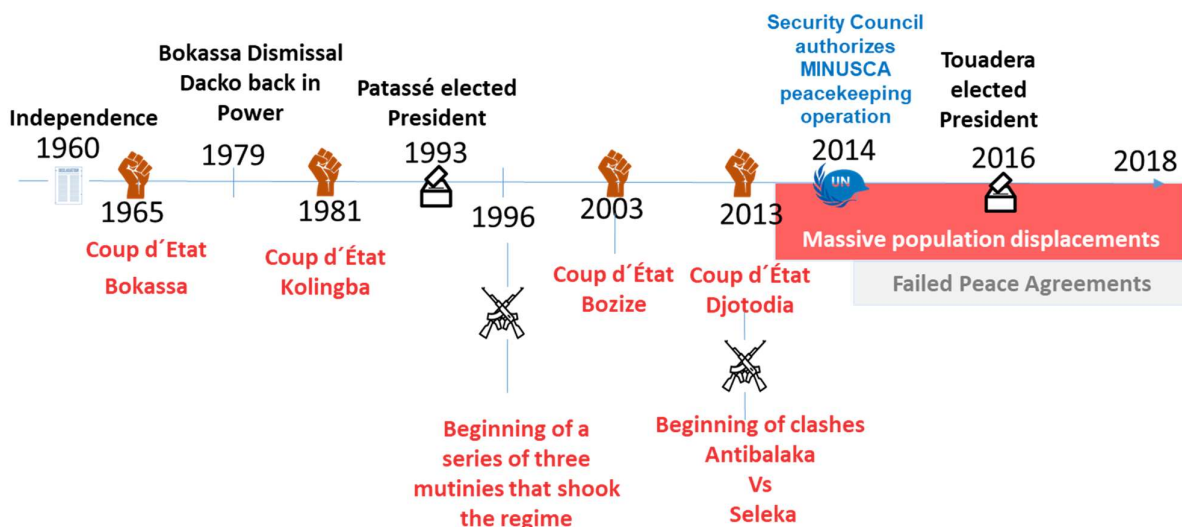 Independence
1960
1965
Coup d´Etat
Bokassa
Bokassa Dismissal
Dacko back in
Power
1979
1981
Coup d´État
Kolingba
Patassé elected
President
1993
1996
Beginning of a
series of three
mutinies that shook
the regime
2003
Coup d´État
Bozize
2013
Coup d´État
Djotodia
Beginning of clashes
Antibalaka
Vs
Seleka
Security Council
authorizes
MINUSCA
peacekeeping
operation
2014
UN
Touadera
elected
President
2016
2018
Massive population displacements
Failed Peace Agreements